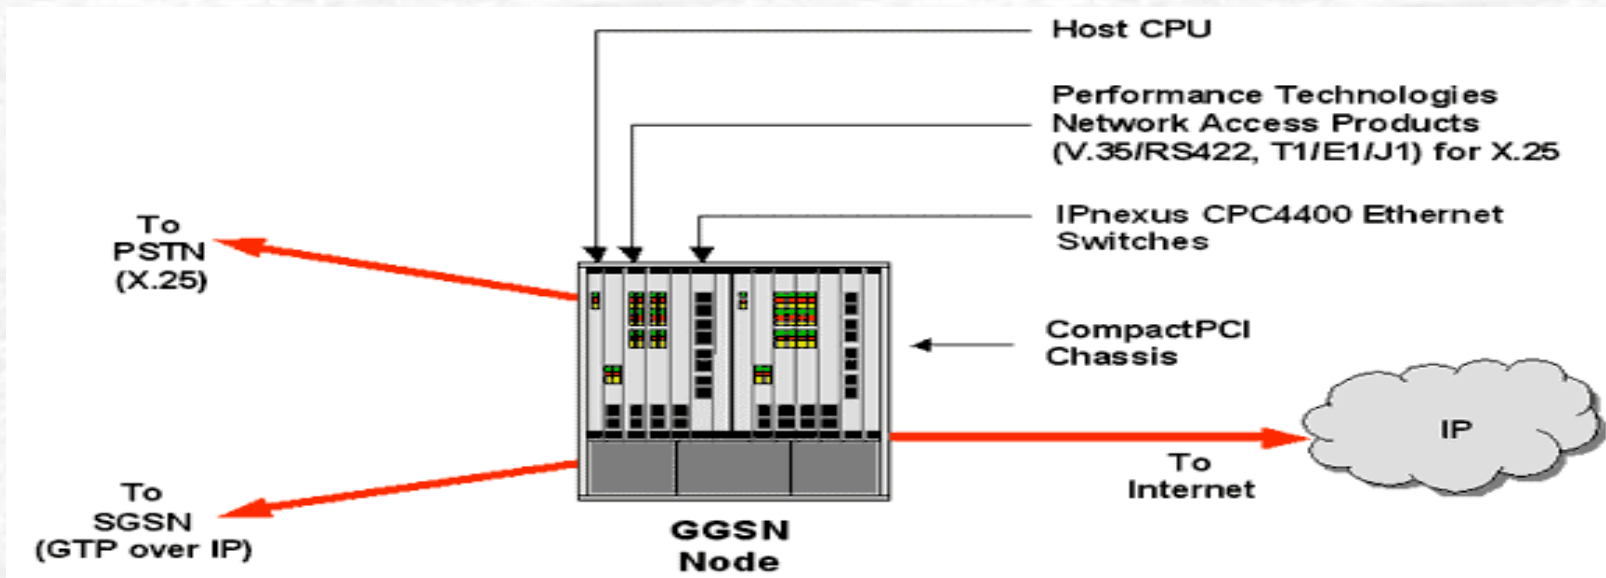 Host CPU
Performance Technologies
Network Access Products
(V.35/RS422, T1/E1/J1) for X.25
IPnexus CPC4400 Ethernet
Switches
To
PSTN
(X.25)
CompactPCI
Chassis
IP
To
Internet
To
SGSN
(GTP over IP)
GGSN
Node